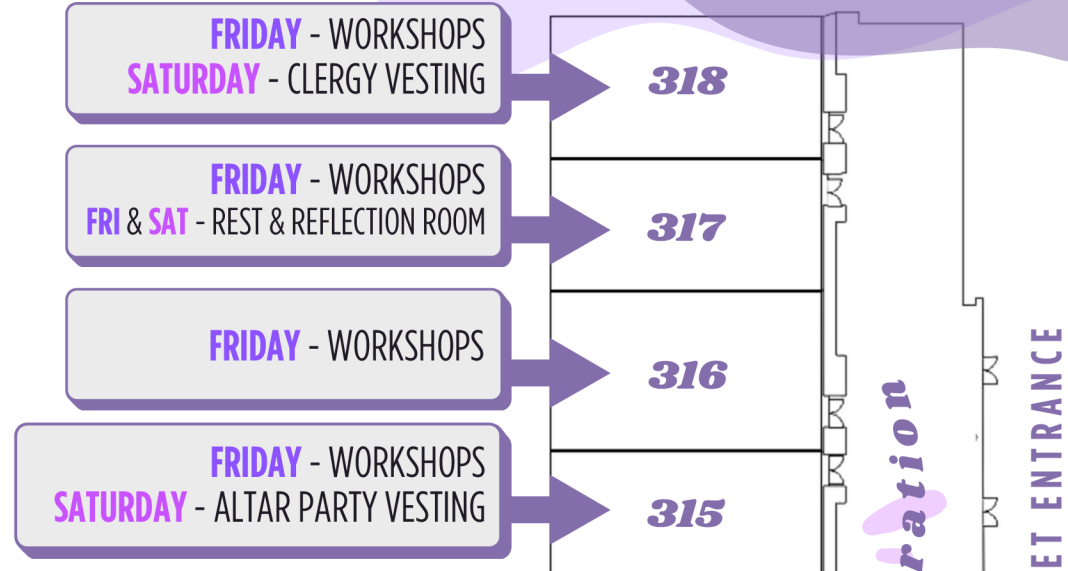 FRIDAY - WORKSHOPS
SATURDAY - CLERGY VESTING
318
FRIDAY - WORKSHOPS
FRI & SAT - REST & REFLECTION ROOM
317
FRIDAY - WORKSHOPS
316
FRIDAY - WORKSHOPS
SATURDAY - ALTAR PARTY VESTING
315
ration
ET ENTRANCE